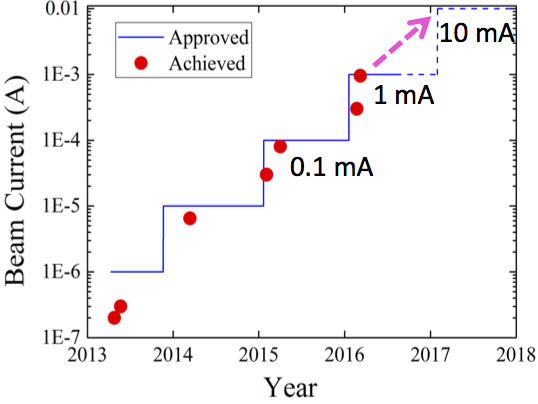 0.01
Approved
Achieved
10 mA
1E-3
1 mA
1E-4
0.1 mA
1E-5
1E-6
1E-7
2013 2014 2015 2016 2017 2018
Beam Current (A)
Year